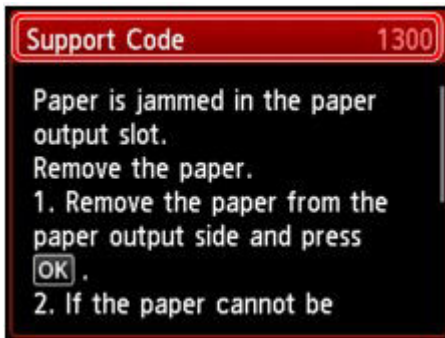 Support Code 1300
Paper is jammed in the paper
output slot.
Remove the paper.
1. Remove the paper from the
paper output side and press
OK .
2. If the paper cannot be